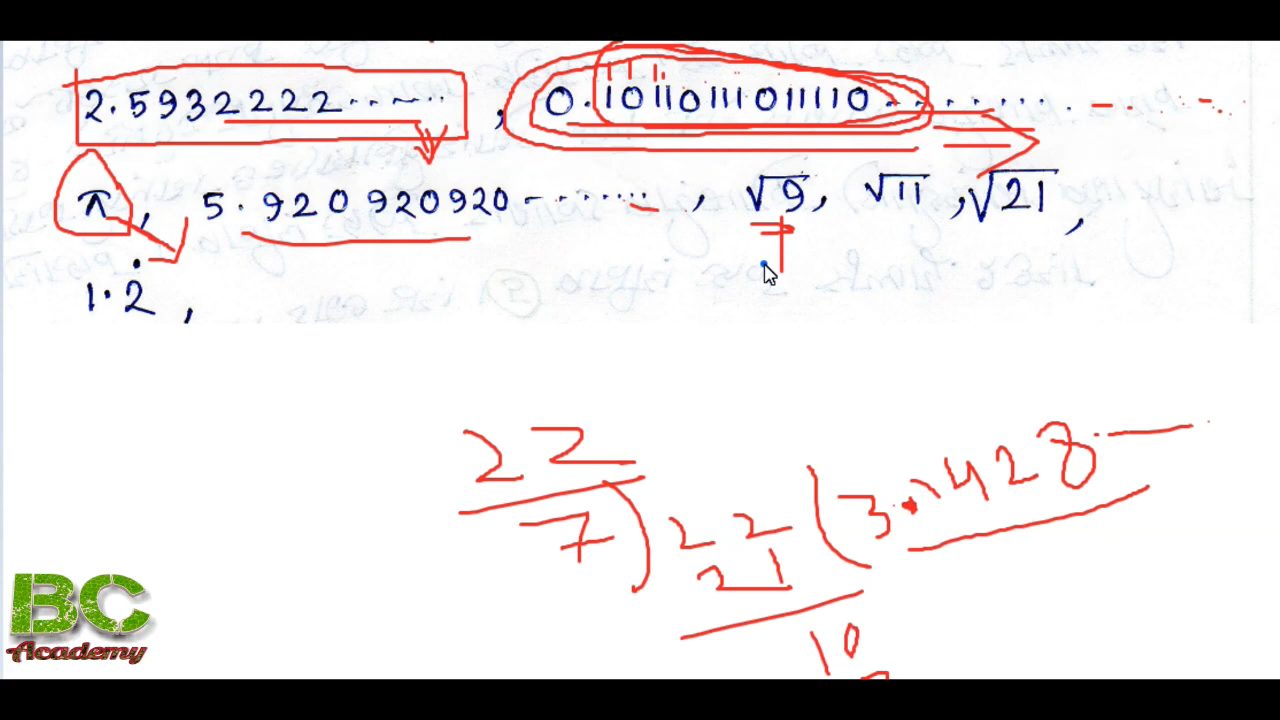 2.5932222......, 0.10110111011110........
π, 5.920920920......., √9, √11, √21,
1.2̇,
22
7) 22 (3.1428
21
10
BC
Academy